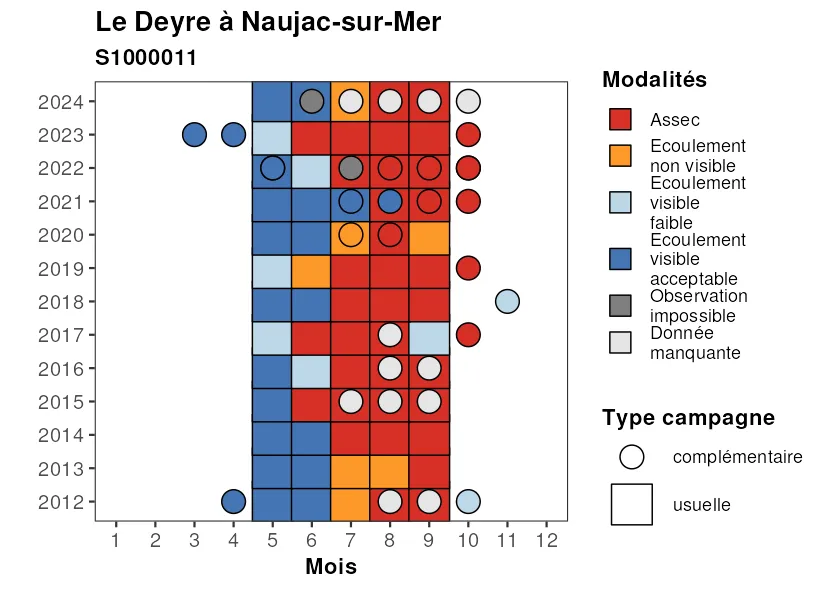 Le Deyre à Naujac-sur-Mer
S1000011
2024
2023
2022
2021
2020
2019
2018
2017
2016
2015
2014
2013
2012
1 2 3 4 5 6 7 8 9 10 11 12
Mois
Modalités
Assec
Ecoulement
non visible
Ecoulement
visible
faible
Ecoulement
visible
acceptable
Observation
impossible
Donnée
manquante
Type campagne
complémentaire
usuelle